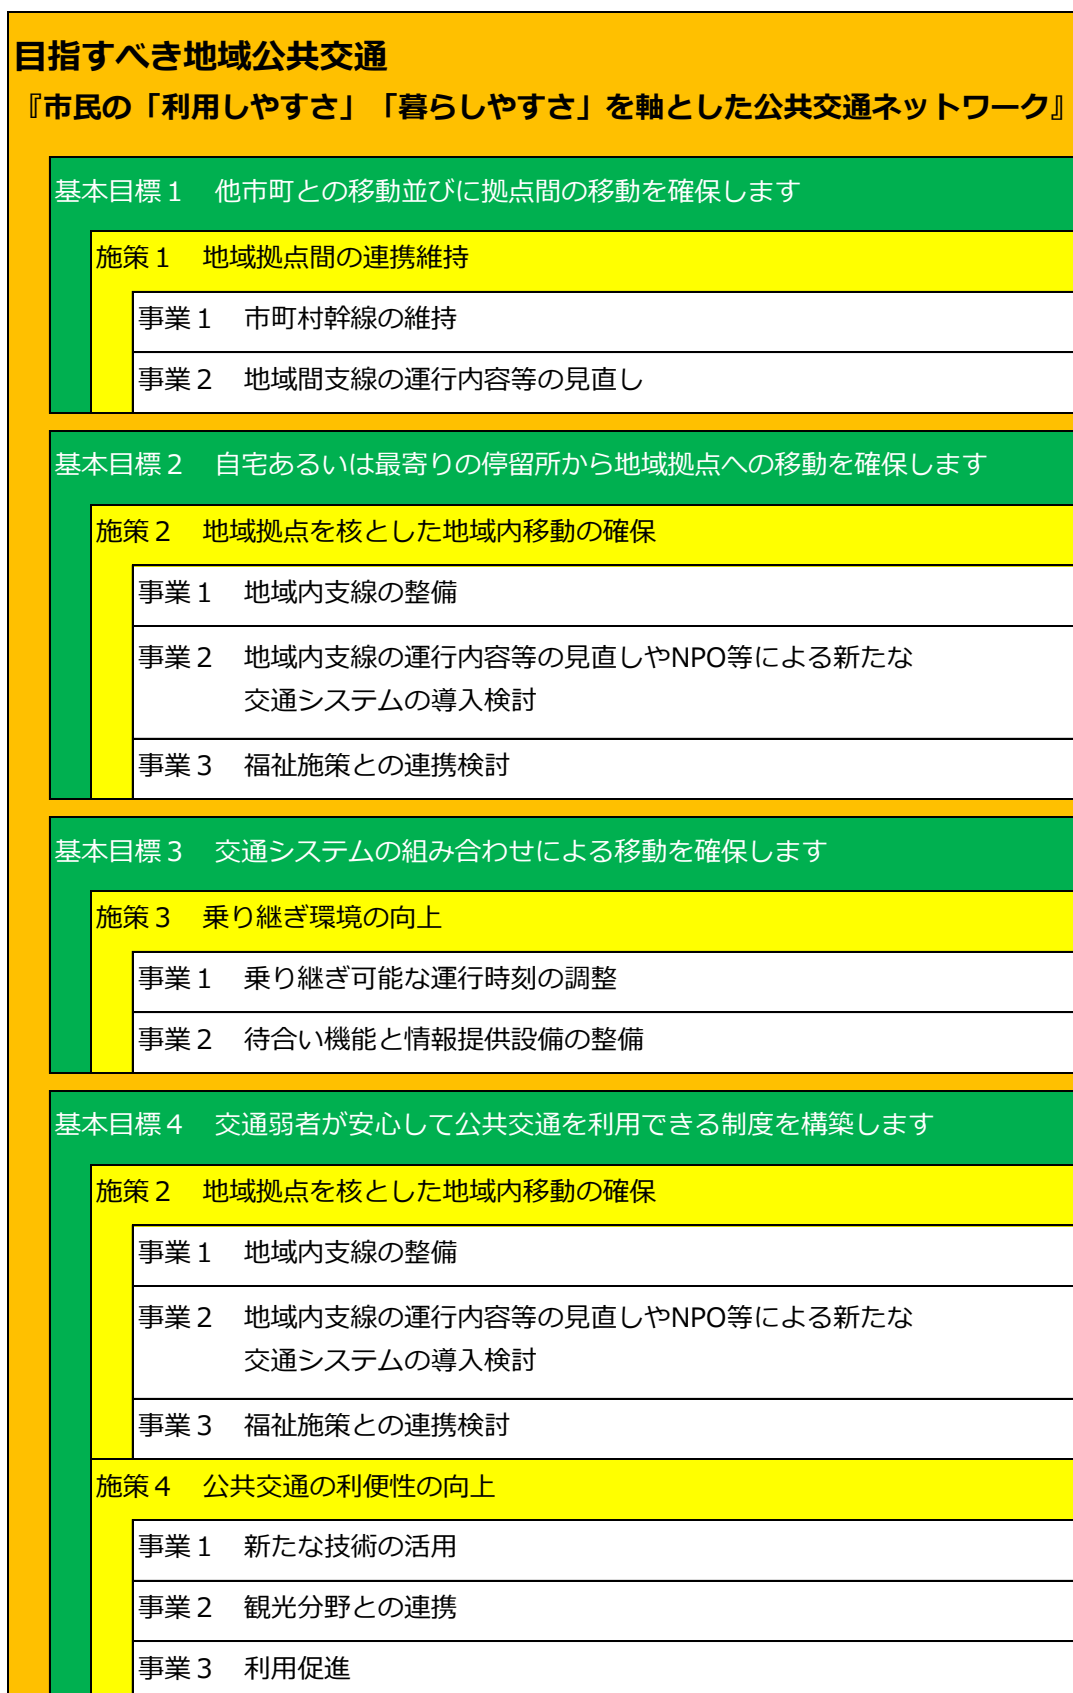 目指すべき地域公共交通
『市民の「利用しやすさ」「暮らしやすさ」を軸とした公共交通ネットワーク』
基本目標１　他市町との移動並びに拠点間の移動を確保します
施策１　地域拠点間の連携維持
事業１　市町村幹線の維持
事業２　地域間支線の運行内容等の見直し
基本目標２　自宅あるいは最寄りの停留所から地域拠点への移動を確保します
施策２　地域拠点を核とした地域内移動の確保
事業１　地域内支線の整備
事業２　地域内支線の運行内容等の見直しやNPO等による新たな
交通システムの導入検討
事業３　福祉施策との連携検討
基本目標３　交通システムの組み合わせによる移動を確保します
施策３　乗り継ぎ環境の向上
事業１　乗り継ぎ可能な運行時刻の調整
事業２　待合い機能と情報提供設備の整備
基本目標４　交通弱者が安心して公共交通を利用できる制度を構築します
施策２　地域拠点を核とした地域内移動の確保
事業１　地域内支線の整備
事業２　地域内支線の運行内容等の見直しやNPO等による新たな
交通システムの導入検討
事業３　福祉施策との連携検討
施策４　公共交通の利便性の向上
事業１　新たな技術の活用
事業２　観光分野との連携
事業３　利用促進